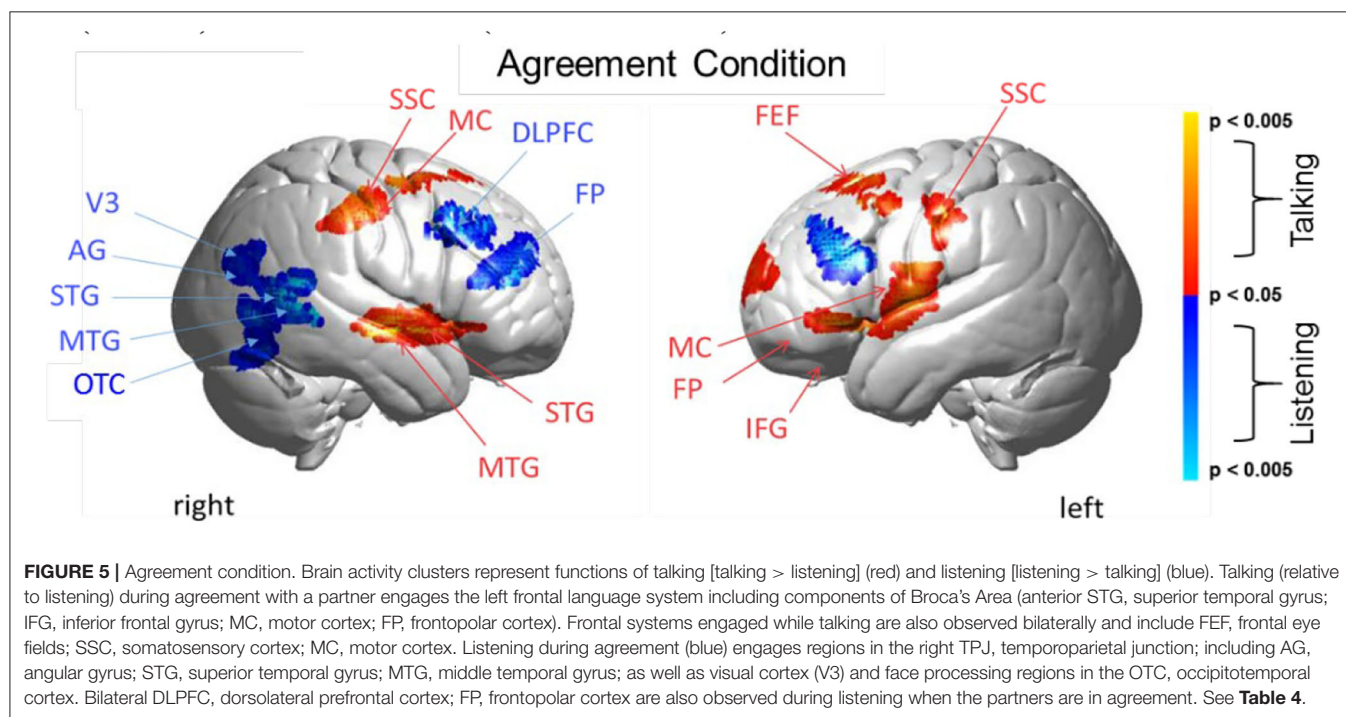 Agreement Condition
SSC
MC
DLPFC
FP
V3
AG
STG
MTG
OTC
STG
MTG
right
FEF
SSC
MC
FP
IFG
left
p < 0.005
Talking
p < 0.05
Listening
p < 0.005
FIGURE 5 | Agreement condition. Brain activity clusters represent functions of talking [talking > listening] (red) and listening [listening > talking] (blue). Talking (relative
to listening) during agreement with a partner engages the left frontal language system including components of Broca's Area (anterior STG, superior temporal gyrus;
IFG, inferior frontal gyrus; MC, motor cortex; FP, frontopolar cortex). Frontal systems engaged while talking are also observed bilaterally and include FEF, frontal eye
fields; SSC, somatosensory cortex; MC, motor cortex. Listening during agreement (blue) engages regions in the right TPJ, temporoparietal junction; including AG,
angular gyrus; STG, superior temporal gyrus; MTG, middle temporal gyrus; as well as visual cortex (V3) and face processing regions in the OTC, occipitotemporal
cortex. Bilateral DLPFC, dorsolateral prefrontal cortex; FP, frontopolar cortex are also observed during listening when the partners are in agreement. See Table 4.